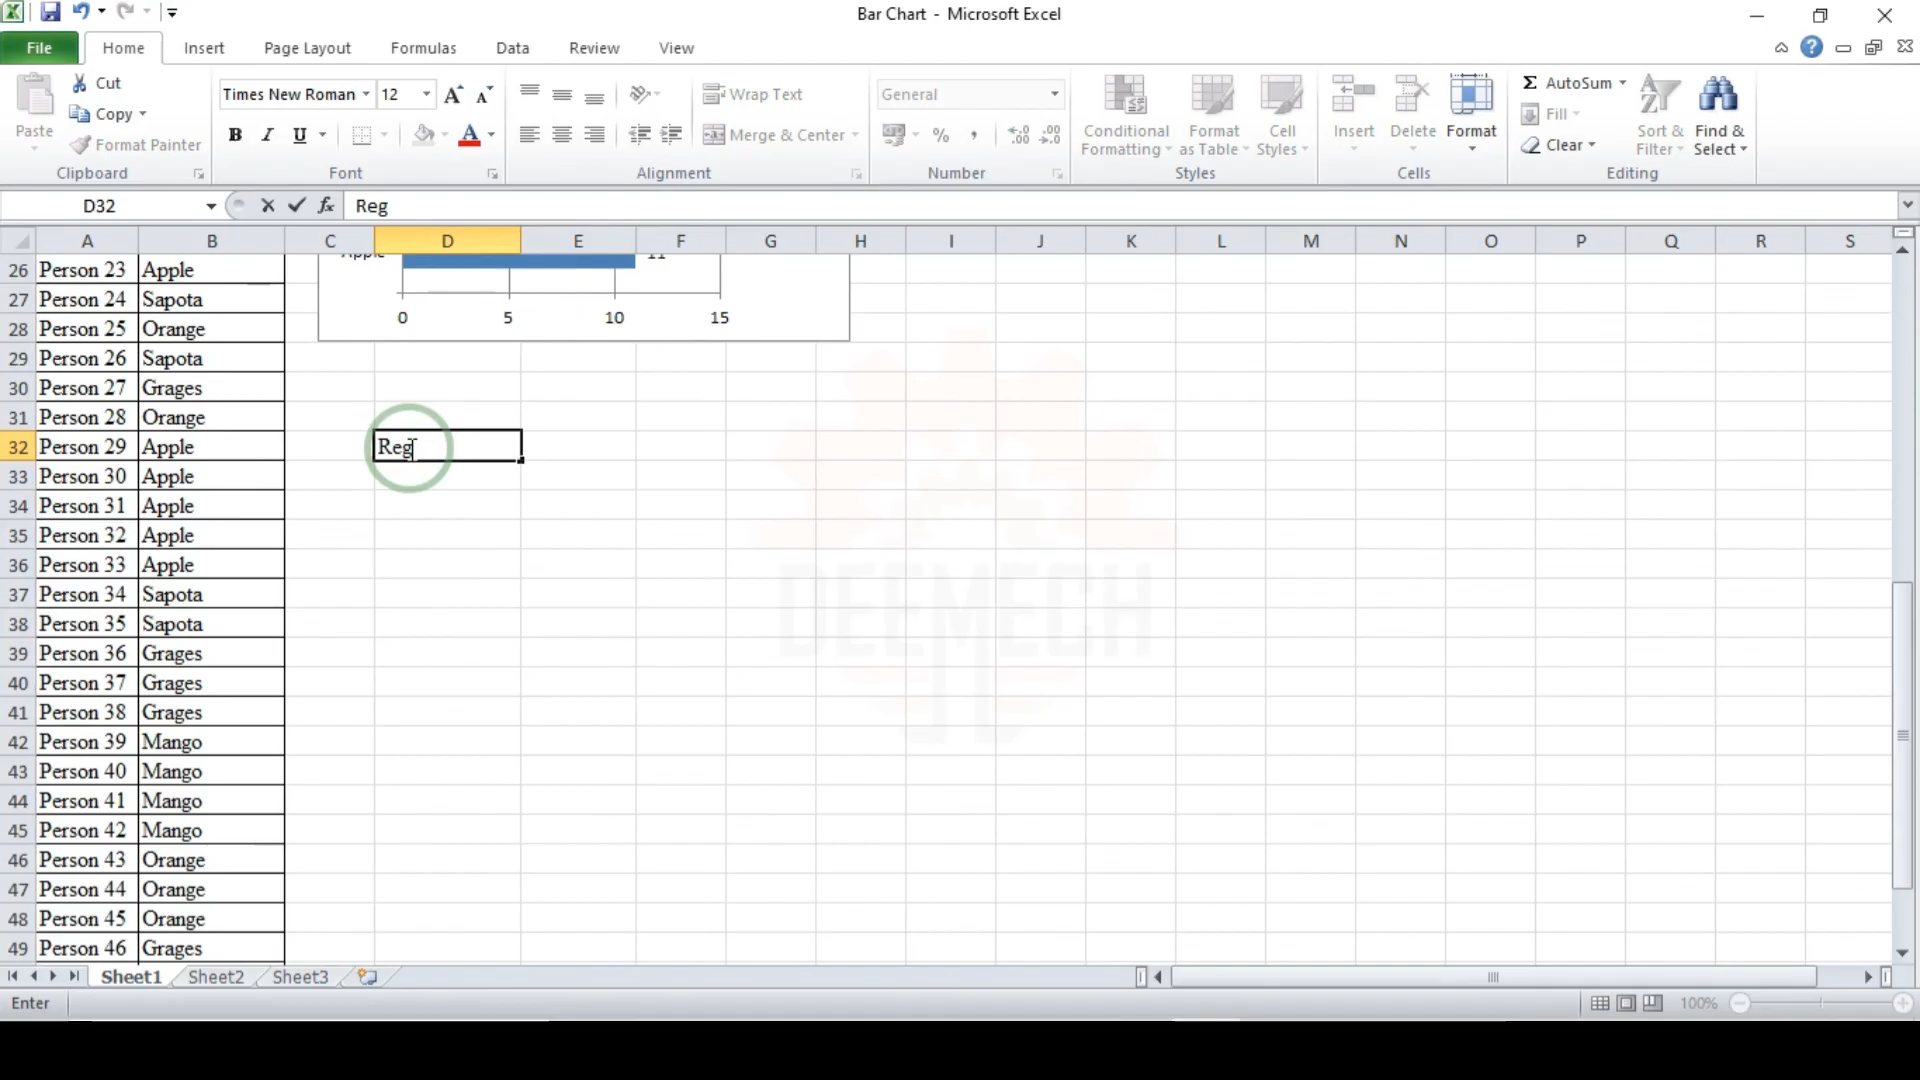 Bar Chart - Microsoft Excel
File Home Insert Page Layout Formulas Data Review View
Paste
Cut
Copy
Format Painter
Clipboard
Times New Roman 12
B I U
Font
Wrap Text
Merge & Center
Alignment
General
% ,
Number
Conditional Formatting
Format as Table
Cell Styles
Styles
Insert
Delete
Format
Cells
Σ AutoSum
Fill
Clear
Sort & Filter
Find & Select
Editing
D32 fx Reg
A B C D E F G H I J K L M N O P Q R S
26 Person 23 Apple
27 Person 24 Sapota
28 Person 25 Orange
29 Person 26 Sapota
30 Person 27 Grages
31 Person 28 Orange
32 Person 29 Apple Reg
33 Person 30 Apple
34 Person 31 Apple
35 Person 32 Apple
36 Person 33 Apple
37 Person 34 Sapota
38 Person 35 Sapota
39 Person 36 Grages
40 Person 37 Grages
41 Person 38 Grages
42 Person 39 Mango
43 Person 40 Mango
44 Person 41 Mango
45 Person 42 Mango
46 Person 43 Orange
47 Person 44 Orange
48 Person 45 Orange
49 Person 46 Grages
Apple 11
0 5 10 15
DEEMECH
Sheet1 Sheet2 Sheet3
Enter
100%